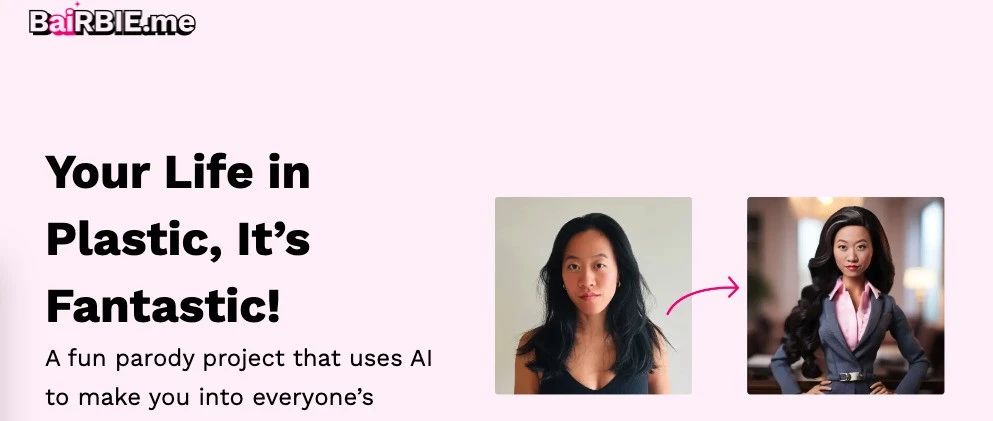 BaiRBIE.me
Your Life in
Plastic, It’s
Fantastic!
A fun parody project that uses AI
to make you into everyone’s